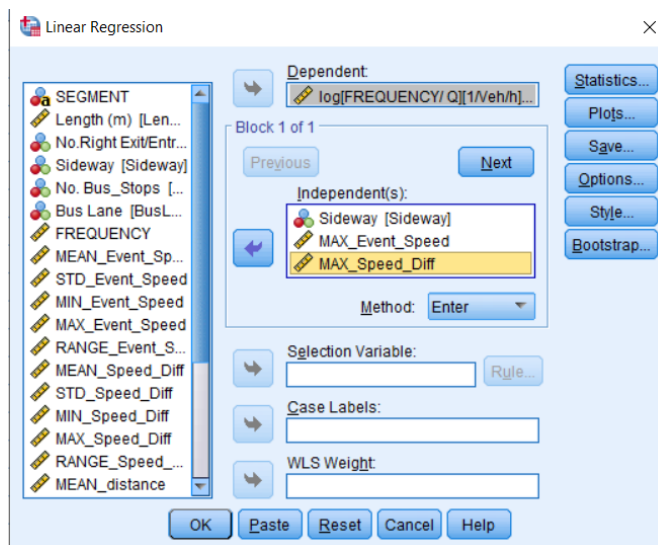 Linear Regression
SEGMENT
Length (m) [Len...
No.Right Exit/Entr...
Sideway [Sideway]
No. Bus_Stops [...
Bus Lane [BusL...
FREQUENCY
MEAN_Event_Sp...
STD_Event_Speed
MIN_Event_Speed
MAX_Event_Speed
RANGE_Event_S...
MEAN_Speed_Diff
STD_Speed_Diff
MIN_Speed_Diff
MAX_Speed_Diff
RANGE_Speed_...
MEAN_distance
Dependent:
log[FREQUENCY/ Q][1/Veh/h]...
Block 1 of 1
Previous
Next
Independent(s):
Sideway [Sideway]
MAX_Event_Speed
MAX_Speed_Diff
Method:
Enter
Selection Variable:
Rule...
Case Labels:
WLS Weight:
Statistics...
Plots...
Save...
Options...
Style...
Bootstrap...
OK
Paste
Reset
Cancel
Help